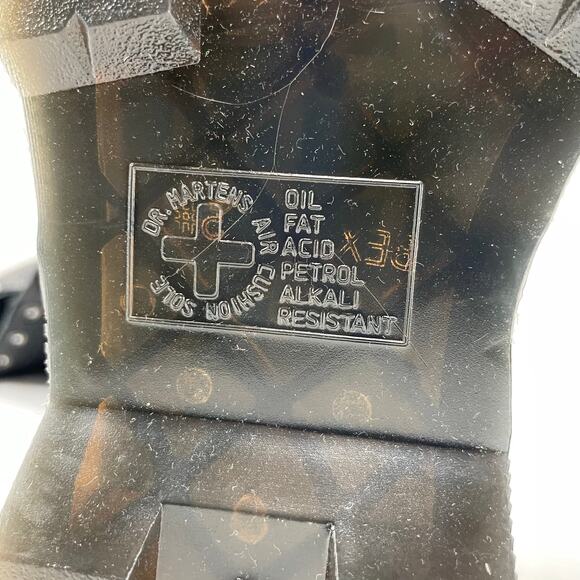 DR. MARTENS AIR CUSHION SOLE
OIL
FAT
ACID
PETROL
ALKALI
RESISTANT